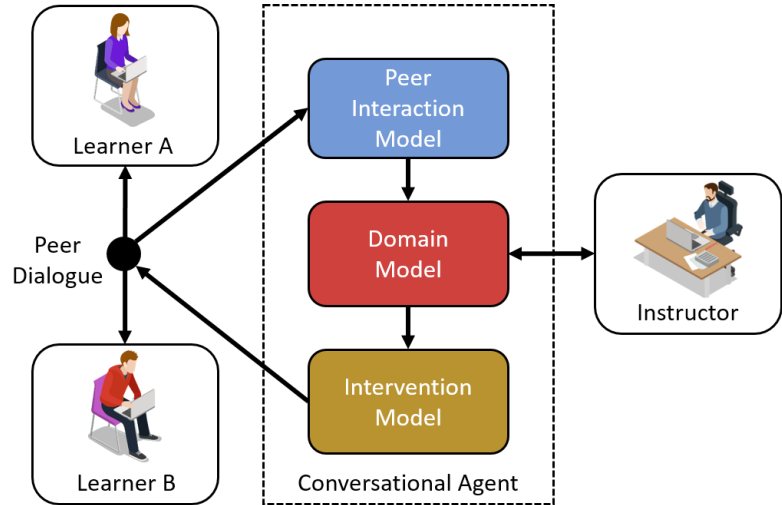 Learner A
Peer
Dialogue
Learner B
Peer
Interaction
Model
Domain
Model
Intervention
Model
Conversational Agent
Instructor